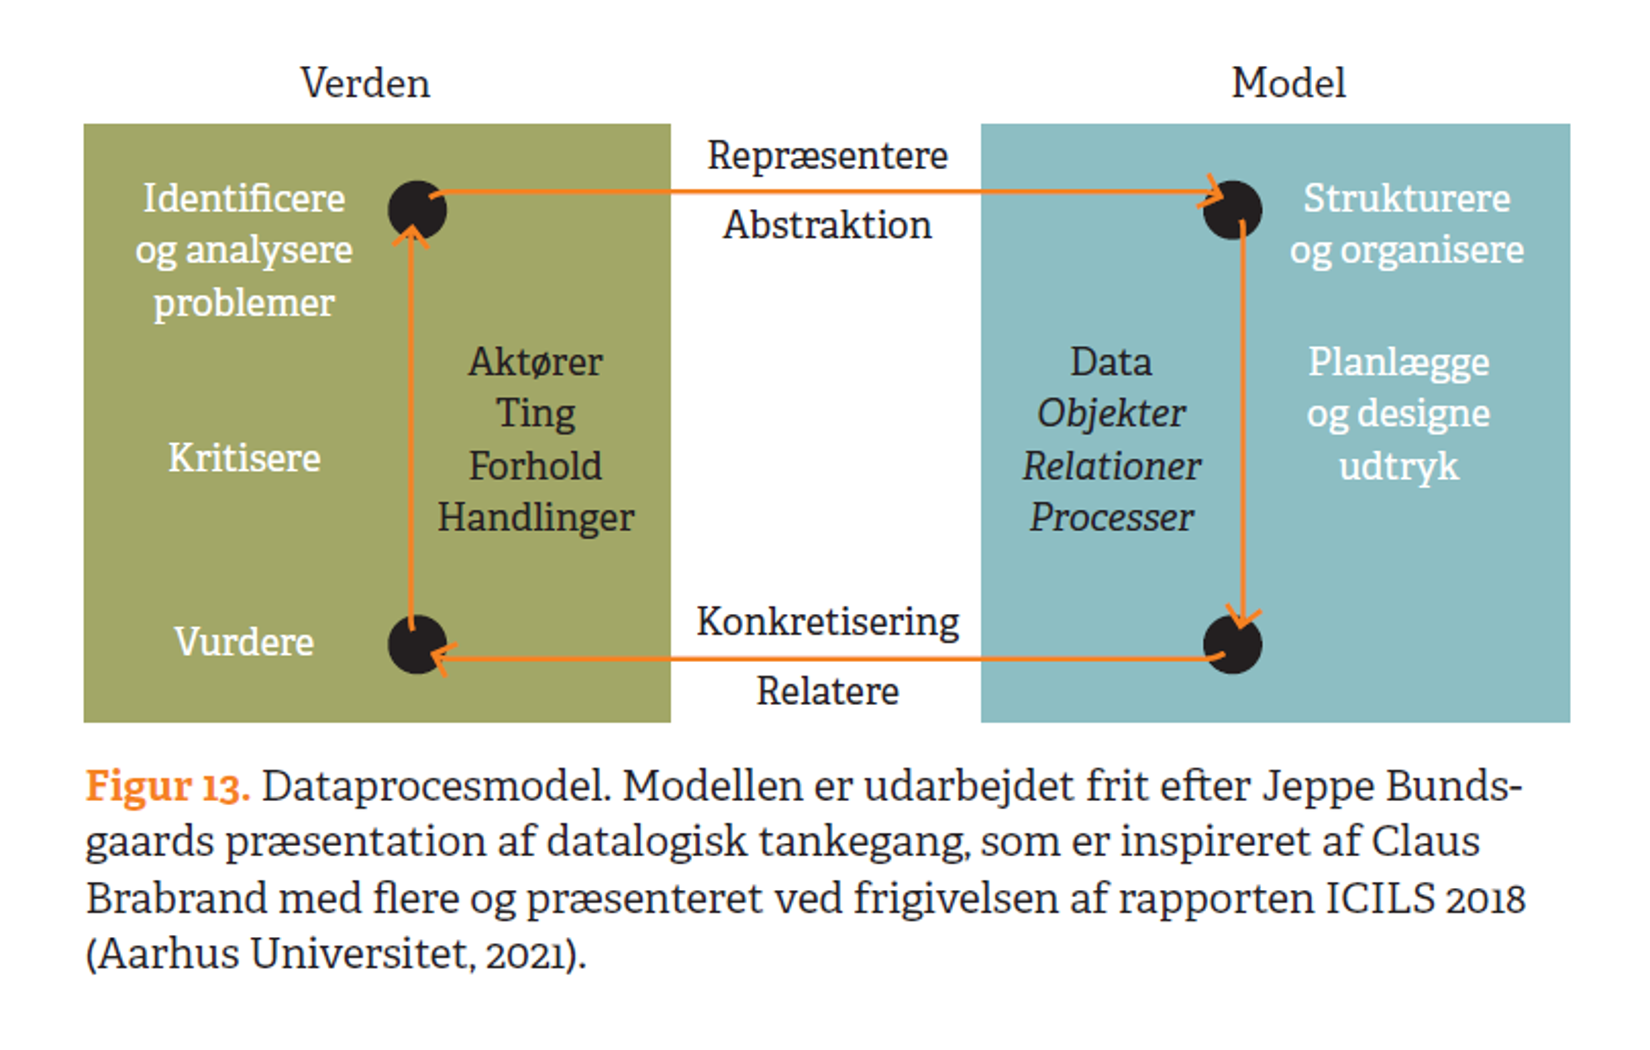 Verden
Model
Identificere
og analysere
problemer
Kritisere
Vurdere
Aktører
Ting
Forhold
Handlinger
Repræsentere
Abstraktion
Konkretisering
Relatere
Data
Objekter
Relationer
Processer
Strukturere
og organisere
Planlægge
og designe
udtryk
Figur 13. Dataprocesmodel. Modellen er udarbejdet frit efter Jeppe Bunds-
gaards præsentation af datalogisk tankegang, som er inspireret af Claus
Brabrand med flere og præsenteret ved frigivelsen af rapporten ICILS 2018
(Aarhus Universitet, 2021).